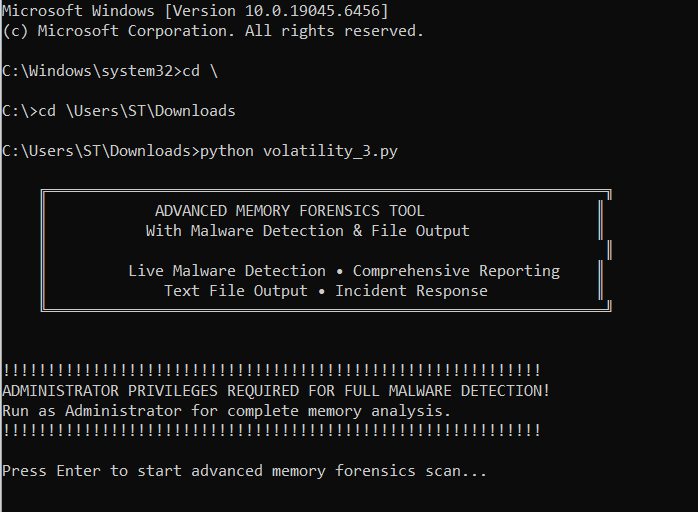 Microsoft Windows [Version 10.0.19045.6456]
(c) Microsoft Corporation. All rights reserved.
C:\Windows\system32>cd \
C:\>cd \Users\ST\Downloads
C:\Users\ST\Downloads>python volatility_3.py
ADVANCED MEMORY FORENSICS TOOL
With Malware Detection & File Output
Live Malware Detection • Comprehensive Reporting
Text File Output • Incident Response
!!!!!!!!!!!!!!!!!!!!!!!!!!!!!!!!!!!!!!!!!!!!!!!!!!!!!!!!!!!!
ADMINISTRATOR PRIVILEGES REQUIRED FOR FULL MALWARE DETECTION!
Run as Administrator for complete memory analysis.
!!!!!!!!!!!!!!!!!!!!!!!!!!!!!!!!!!!!!!!!!!!!!!!!!!!!!!!!!!!!
Press Enter to start advanced memory forensics scan...